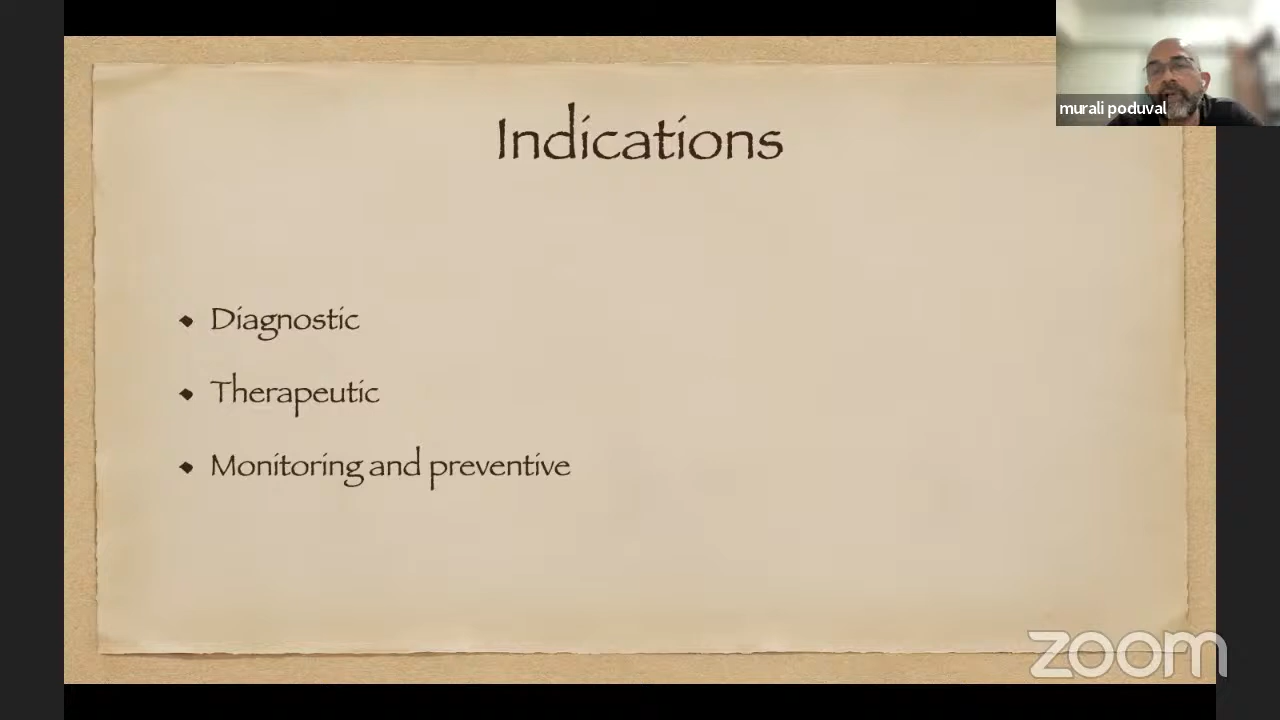 murali poduval
Indications
Diagnostic
Therapeutic
Monitoring and preventive
zoom